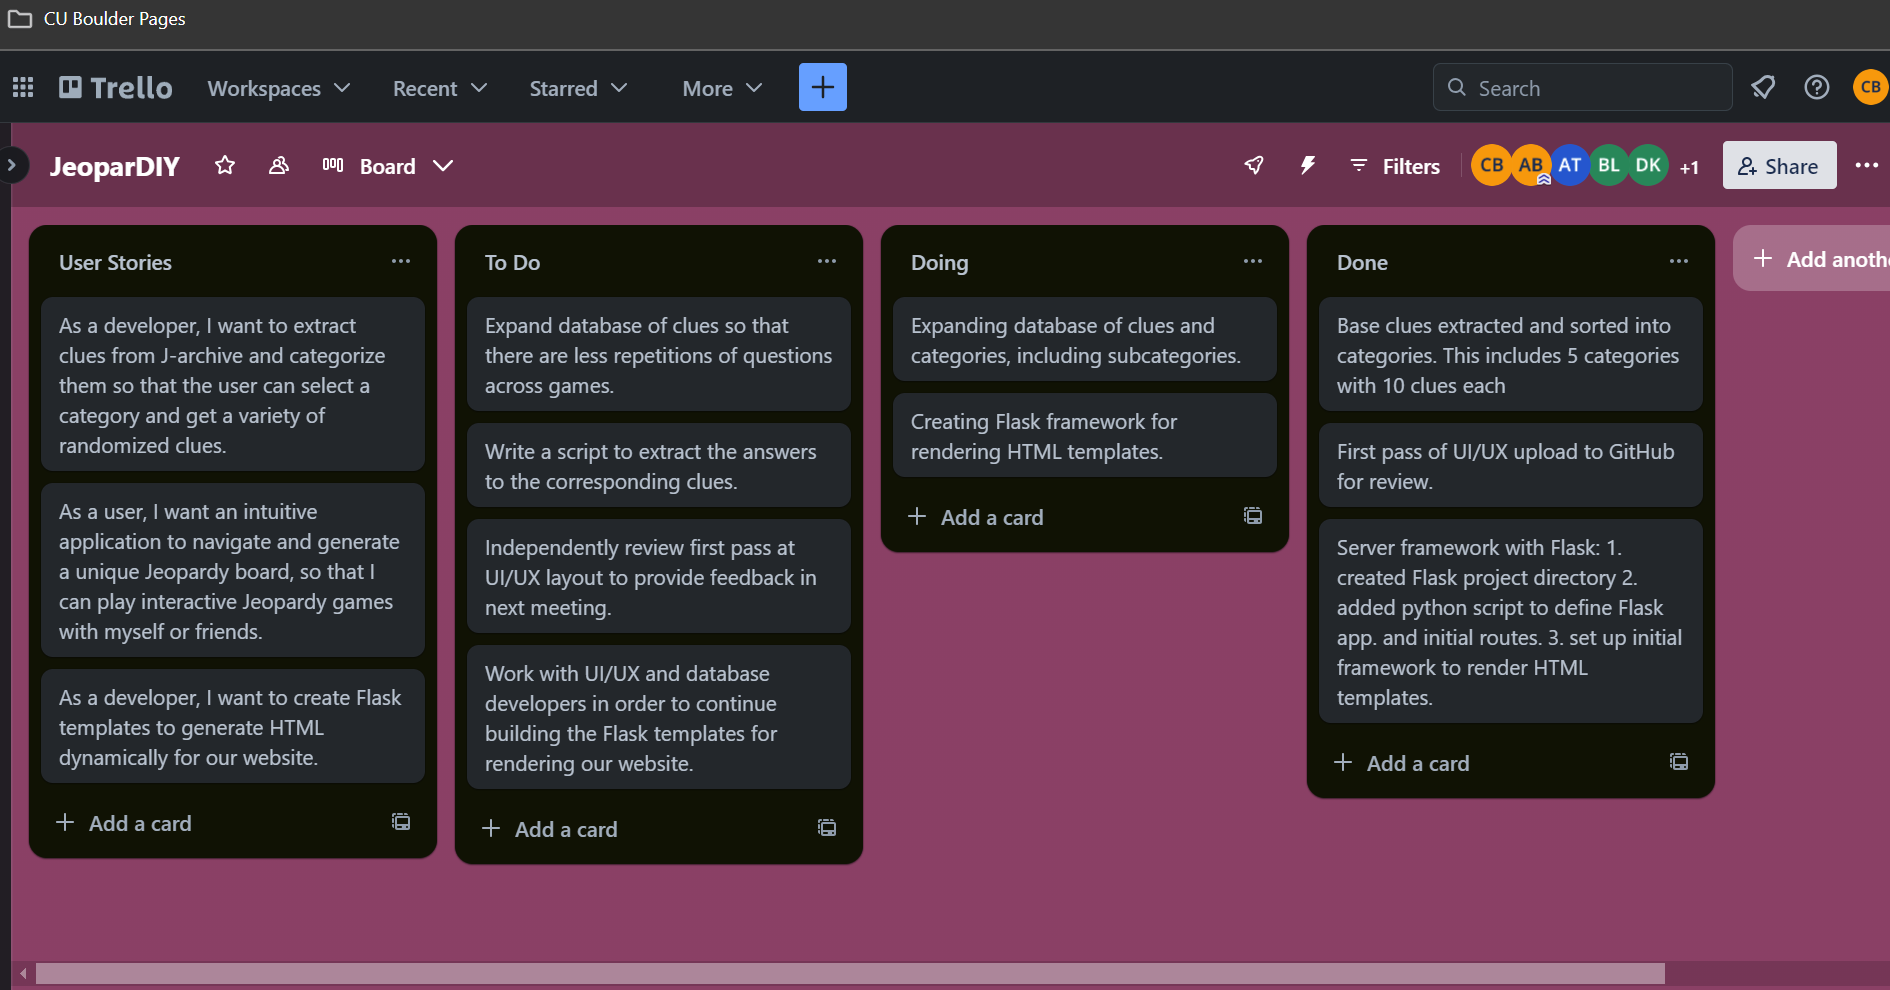 CU Boulder Pages
Trello
Workspaces
Recent
Starred
More
Search
CB
JeoparDIY
Board
Filters
CB
AB
AT
BL
DK
+1
Share
User Stories
As a developer, I want to extract
clues from J-archive and categorize
them so that the user can select a
category and get a variety of
randomized clues.
As a user, I want an intuitive
application to navigate and generate
a unique Jeopardy board, so that I
can play interactive Jeopardy games
with myself or friends.
As a developer, I want to create Flask
templates to generate HTML
dynamically for our website.
Add a card
To Do
Expand database of clues so that
there are less repetitions of questions
across games.
Write a script to extract the answers
to the corresponding clues.
Independently review first pass at
UI/UX layout to provide feedback in
next meeting.
Work with UI/UX and database
developers in order to continue
building the Flask templates for
rendering our website.
Add a card
Doing
Expanding database of clues and
categories, including subcategories.
Creating Flask framework for
rendering HTML templates.
Add a card
Done
Base clues extracted and sorted into
categories. This includes 5 categories
with 10 clues each
First pass of UI/UX upload to GitHub
for review.
Server framework with Flask: 1.
created Flask project directory 2.
added python script to define Flask
app. and initial routes. 3. set up initial
framework to render HTML
templates.
Add a card
Add anothe